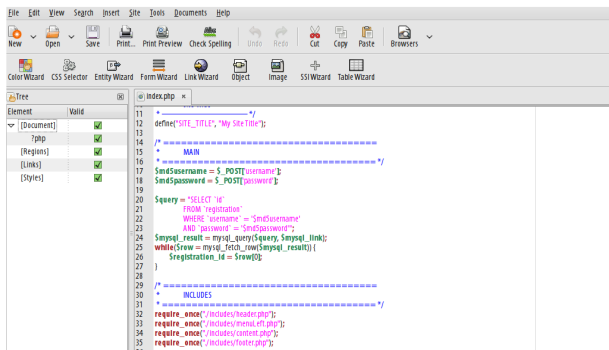 File Edit View Search Insert Site Tools Documents Help
New Open Save Print... Print Preview Check Spelling Undo Redo Cut Copy Paste Browsers
Color Wizard CSS Selector Entity Wizard Form Wizard Link Wizard Object Image SSI Wizard Table Wizard
Tree
index.php
Element Valid
[Document]
?php
[Regions]
[Links]
[Styles]
11 * ———————————— */
12 define("SITE_TITLE", "My Site Title");
13
14 /* ====================================
15 * MAIN
16 * ==================================== */
17 $md5username = $_POST['username'];
18 $md5password = $_POST['password'];
19
20 $query = "SELECT `id`
21 FROM `registration`
22 WHERE `username` = '$md5username'
23 AND `password` = '$md5password'";
24 $mysql_result = mysql_query($query, $mysql_link);
25 while($row = mysql_fetch_row($mysql_result)) {
26 $registration_id = $row[0];
27 }
28
29 /* ====================================
30 * INCLUDES
31 * ==================================== */
32 require_once("/includes/header.php");
33 require_once("/includes/menuLeft.php");
34 require_once("/includes/content.php");
35 require_once("/includes/footer.php");